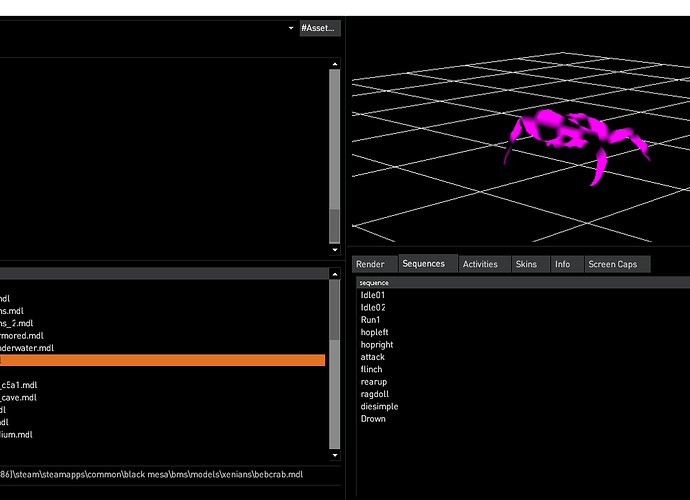 #Asset...
Render Sequences Activities Skins Info Screen Caps
sequence
Idle01
Idle02
Run1
hopleft
hopright
attack
flinch
rearup
ragdoll
diesimple
Drown
ndl
ns.mdl
ns_2.mdl
rmored.mdl
nderwater.mdl
l
_c5a1.mdl
_cave.mdl
dl
ndl
lium.mdl
86]\steam\steamapps\common\black mesa\bms\models\xenians\bebcrab.mdl